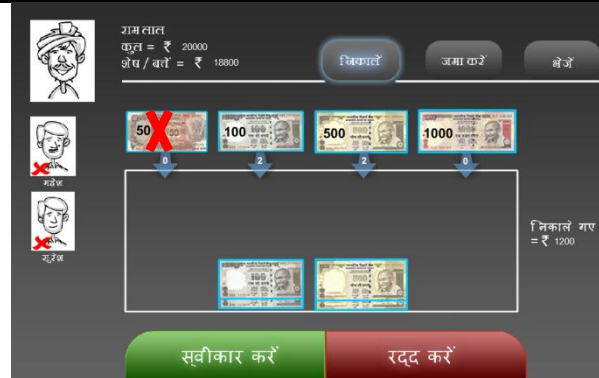 राम लाल
कुल = ₹ 20000
शेष / बचें = ₹ 18800
निकालें
जमा करें
भेजें
50
100
500
1000
0
2
2
0
महेश
सुरेश
निकाले गए
= ₹ 1200
स्वीकार करें
रद्द करें